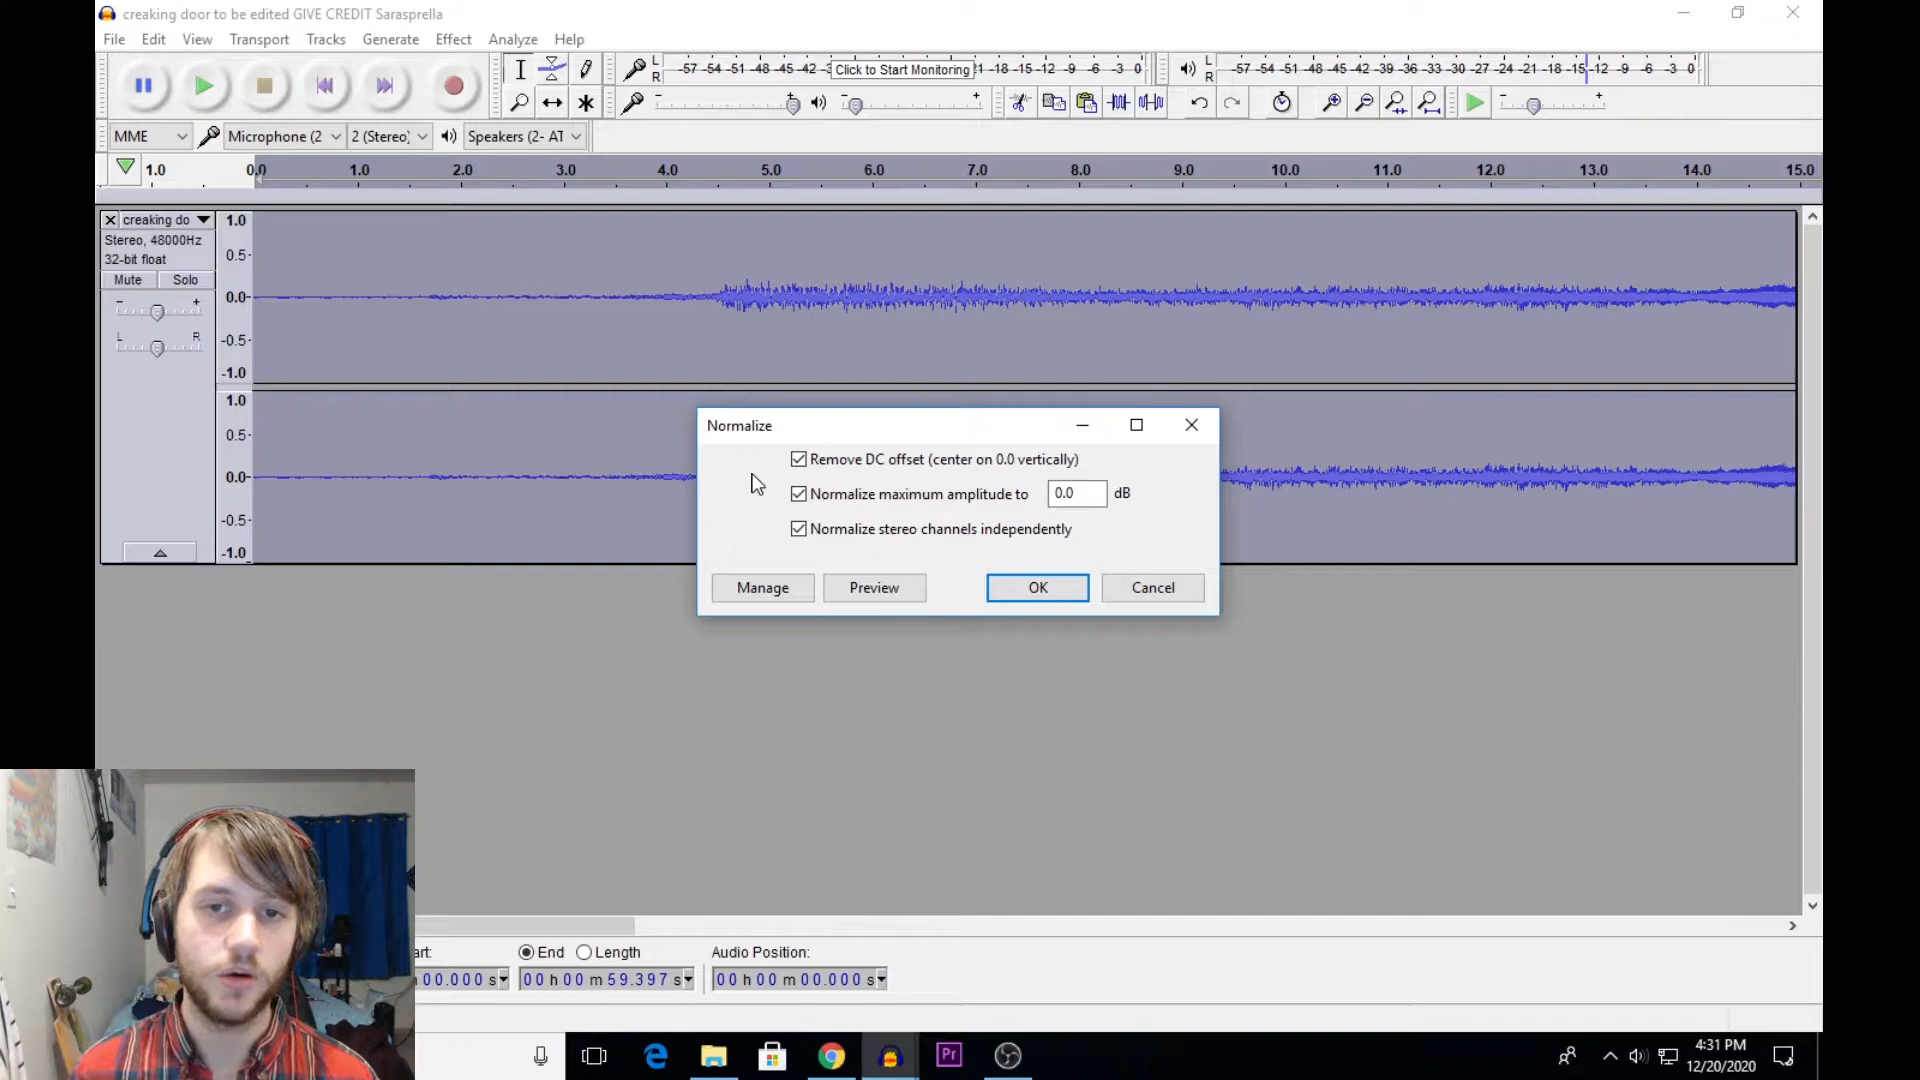 creaking door to be edited GIVE CREDIT Sarasprella
File Edit View Transport Tracks Generate Effect Analyze Help
L R -57 -54 -51 -48 -45 -42 Click to Start Monitoring -18 -15 -12 -9 -6 -3 0
L R -57 -54 -51 -48 -45 -42 -39 -36 -33 -30 -27 -24 -21 -18 -15 -12 -9 -6 -3 0
MME Microphone (2 2 (Stereo) Speakers (2- AT
1.0 0.0 1.0 2.0 3.0 4.0 5.0 6.0 7.0 8.0 9.0 10.0 11.0 12.0 13.0 14.0 15.0
creaking do
Stereo, 48000Hz
32-bit float
Mute Solo
- +
L R
1.0
0.5
0.0
-0.5
-1.0
1.0
0.5
0.0
-0.5
-1.0
Normalize
Remove DC offset (center on 0.0 vertically)
Normalize maximum amplitude to 0.0 dB
Normalize stereo channels independently
Manage Preview OK Cancel
End Length Audio Position:
00.000 s 00 h 00 m 59.397 s 00 h 00 m 00.000 s
Pr
4:31 PM
12/20/2020